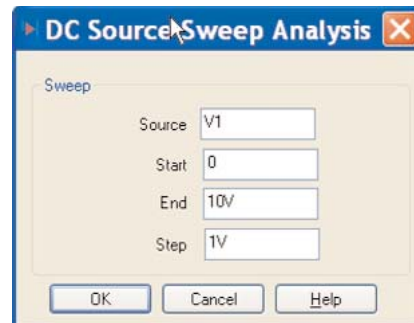 DC Source Sweep Analysis
Sweep
Source V1
Start 0
End 10V
Step 1V
OK Cancel Help